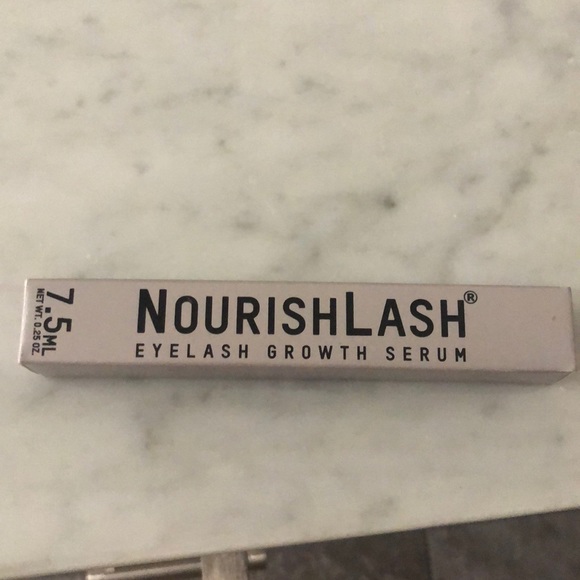 7.5ML
NET WT. 0.25 OZ.
NOURISHLASH®
EYELASH GROWTH SERUM